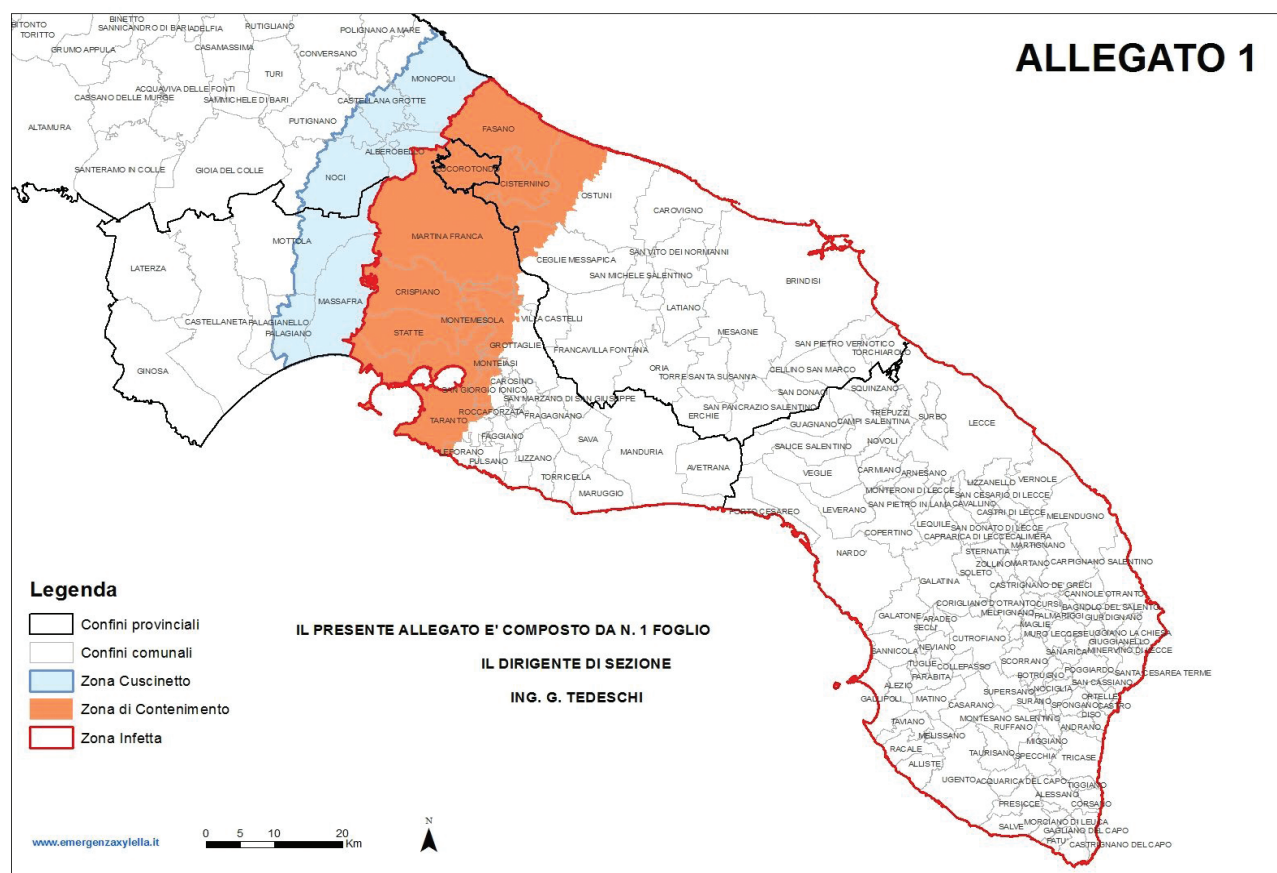 ALLEGATO 1
BITONTO
BINETTO
SANNICANDRO DI BARI
ADELFIA
RUTIGLIANO
POLIGNANO A MARE
TORITTO
GRUMO APPULA
CASAMASSIMA
CONVERSANO
TURI
MONOPOLI
ACQUAVIVA DELLE FONTI
CASSANO DELLE MURGE
SAMMICHELE DI BARI
CASTELLANA GROTTE
PUTIGNANO
ALTAMURA
FASANO
ALBEROBELLO
SANTERAMO IN COLLE
GIOIA DEL COLLE
NOCI
LOCOROTONDO
CISTERNINO
OSTUNI
CAROVIGNO
MOTTOLA
MARTINA FRANCA
LATERZA
CEGLIE MESSAPICA
SAN VITO DEI NORMANNI
SAN MICHELE SALENTINO
BRINDISI
CRISPIANO
MASSAFRA
LATIANO
CASTELLANETA
PALAGIANELLO
PALAGIANO
STATTE
MONTEMESOLA
VILLA CASTELLI
MESAGNE
GROTTAGLIE
FRANCAVILLA FONTANA
SAN PIETRO VERNOTICO
TORCHIAROLO
GINOSA
MONTEIASI
ORIA
TORRE SANTA SUSANNA
CELLINO SAN MARCO
CAROSINO
SAN GIORGIO IONICO
SAN MARZANO DI SAN GIUSEPPE
SAN DONACI
SQUINZANO
ROCCAFORZATA
FRAGAGNANO
SAN PANCRAZIO SALENTINO
ERCHIE
TREPUZZI
SURBO
TARANTO
GUAGNANO
CAMPI SALENTINA
LECCE
FAGGIANO
SAVA
MANDURIA
SALICE SALENTINO
NOVOLI
LEPORANO
PULSANO
LIZZANO
AVETRANA
VEGLIE
CARMIANO
ARNESANO
TORRICELLA
LIZZANELLO
VERNOLE
MARUGGIO
MONTERONI DI LECCE
SAN CESARIO DI LECCE
SAN PIETRO IN LAMA
CAVALLINO
PORTO CESAREO
LEVERANO
CASTRI DI LECCE
MELENDUGNO
COPERTINO
LEQUILE
SAN DONATO DI LECCE
CAPRARICA DI LECCE
CALIMERA
NARDO'
STERNATIA
MARTIGNANO
ZOLLINO
MARTANO
CARPIGNANO SALENTINO
SOLETO
GALATINA
CASTRIGNANO DE' GRECI
CANNOLE
OTRANTO
CORIGLIANO D'OTRANTO
CURSI
BAGNOLO DEL SALENTO
GALATONE
ARADEO
MELPIGNANO
PALMARIGGI
GIURDIGNANO
SECLI'
MAGLIE
MURO LECCESE
UGGIANO LA CHIESA
CUTROFIANO
GIUGGIANELLO
SANNICOLA
NEVIANO
SANARICA
MINERVINO DI LECCE
TUGLIE
COLLEPASSO
SCORRANO
POGGIARDO
PARABITA
BOTRUGNO
SANTA CESAREA TERME
SAN CASSIANO
ALEZIO
NOCIGLIA
GALLIPOLI
MATINO
SUPERSANO
ORTELLE
CASARANO
SURANO
SPONGANO
CASTRO
DISO
TAVIANO
MONTESANO SALENTINO
RUFFANO
ANDRANO
MELISSANO
MIGGIANO
RACALE
TAURISANO
SPECCHIA
TRICASE
ALLISTE
UGENTO
ACQUARICA DEL CAPO
TIGGIANO
ALESSANO
PRESICCE
CORSANO
MORCIANO DI LEUCA
SALVE
GAGLIANO DEL CAPO
PATU'
CASTRIGNANO DEL CAPO
Legenda
Confini provinciali
Confini comunali
Zona Cuscinetto
Zona di Contenimento
Zona Infetta
IL PRESENTE ALLEGATO E' COMPOSTO DA N. 1 FOGLIO
IL DIRIGENTE DI SEZIONE
ING. G. TEDESCHI
www.emergenzaxylella.it
0 5 10 20
Km
N